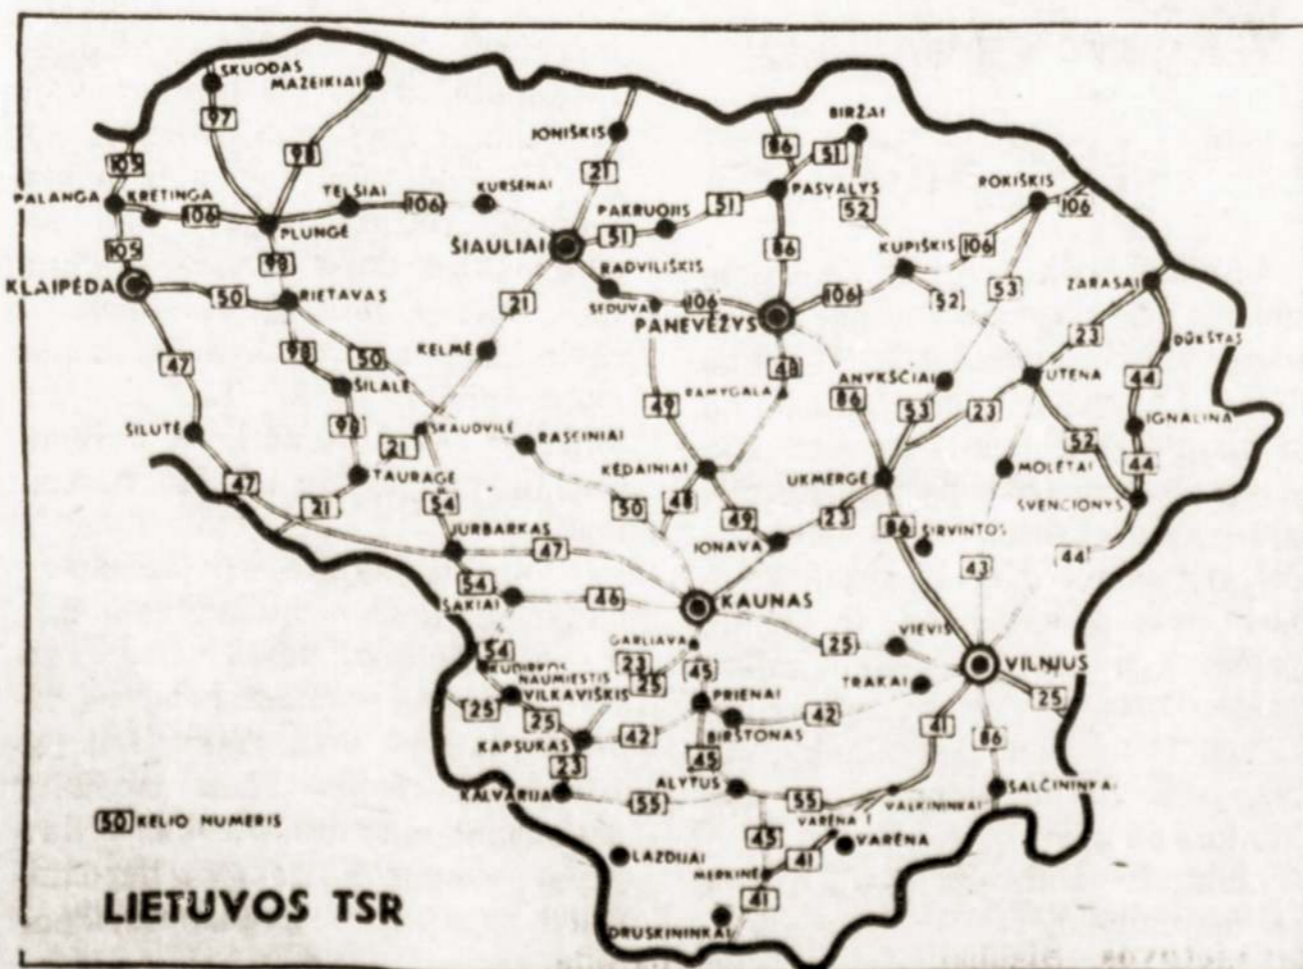 SKUODAS
MAŽEIKIAI
97
98
109
JONIŠKIS
21
BIRŽAI
86
51
PALANGA
KRETINGA
106
TELŠIAI
106
KURŠĖNAI
PLUNGĖ
PAKRUOJIS
51
51
PASVALYS
52
ROKIŠKIS
106
105
98
ŠIAULIAI
RADVILIŠKIS
86
KUPIŠKIS
106
KLAIPĖDA
50
RIETAVAS
21
ŠEDUVA
106
PANEVĖŽYS
106
52
53
ZARASAI
DŪKŠTAS
47
98
50
KELMĖ
48
23
44
ŠILALĖ
49
RAMYGALA
86
ANYKŠČIAI
53
23
UTENA
ŠILUTĖ
98
21
SKAUDVILĖ
RASEINIAI
52
IGNALINA
44
47
TAURAGĖ
21
54
50
KĖDAINIAI
48
49
UKMERGĖ
23
86
MOLĖTAI
ŠVENČIONYS
JURBARKAS
47
JONAVA
ŠIRVINTOS
43
44
54
ŠAKIAI
46
KAUNAS
GARLIAVA
25
VIEVIS
54
KUDIRKOS
NAUMIESTIS
23
25
45
VILNIUS
25
VILKAVIŠKIS
25
25
PRIENAI
TRAKAI
KAPSUKAS
42
BIRŠTONAS
42
41
86
23
45
KALVARIJA
55
ALYTUS
55
VALKININKAI
ŠALČININKAI
50 KELIO NUMERIS
VARĖNA I
45
41
VARĖNA
LAZDIJAI
MERKINĖ
41
DRUSKININKAI
LIETUVOS TSR